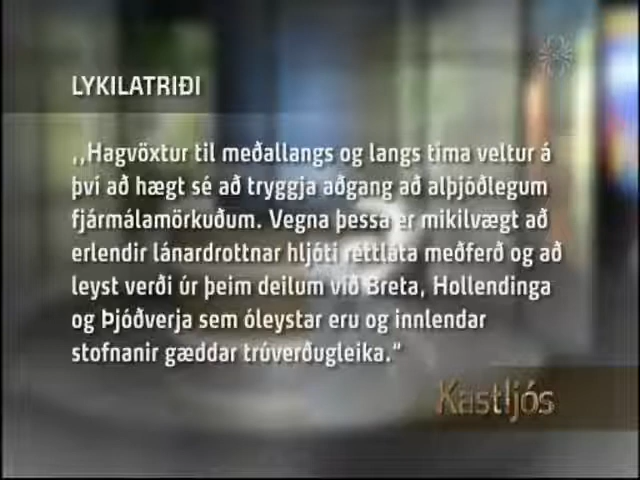 LYKILATRIÐI
,,Hagvöxtur til meðallangs og langs tíma veltur á
því að hægt sé að tryggja aðgang að alþjóðlegum
fjármálamörkuðum. Vegna þessa er mikilvægt að
erlendir lánardrottnar hljóti réttláta meðferð og að
leyst verði úr þeim deilum við Breta, Hollendinga
og Þjóðverja sem óleystar eru og innlendar
stofnanir gæddar trúverðugleika.“
Kastljós